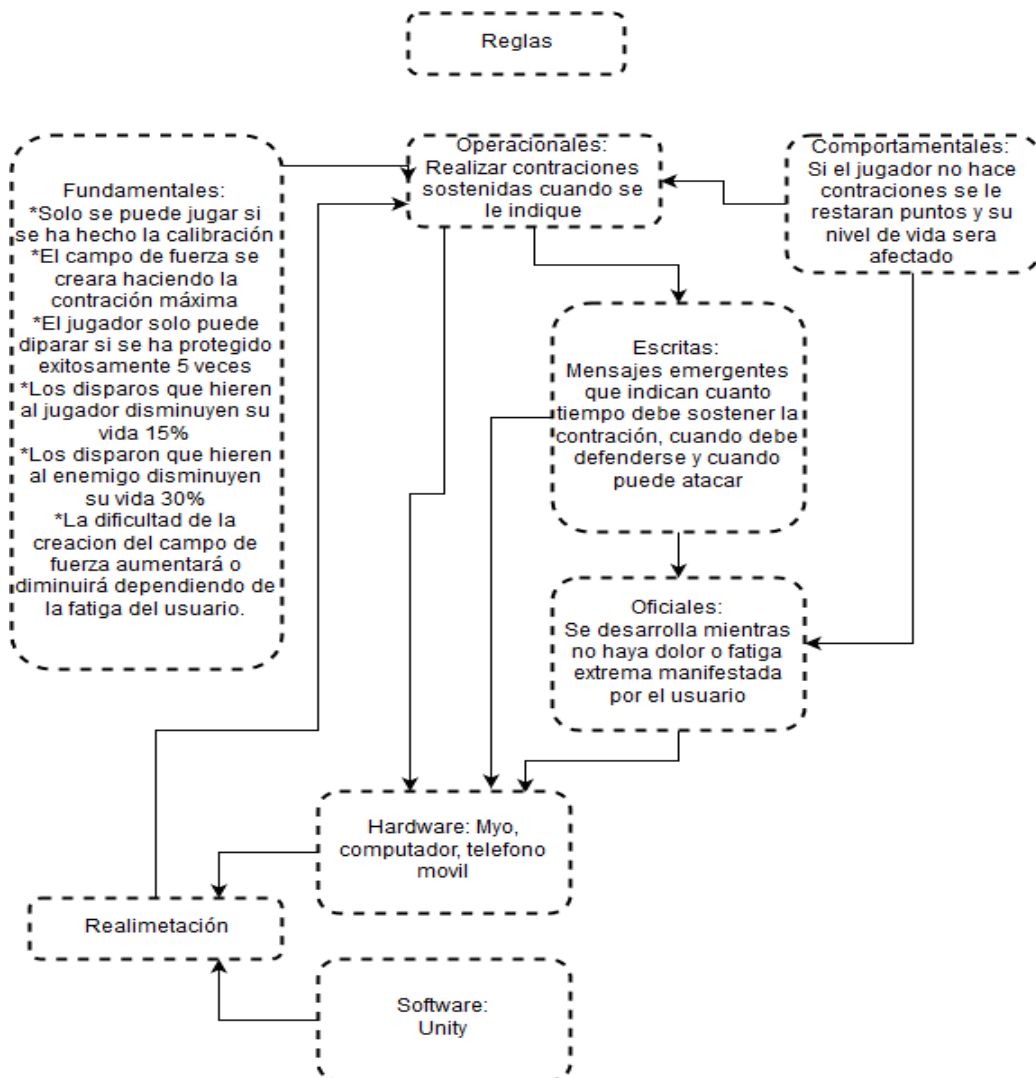 Reglas
Fundamentales:
*Solo se puede jugar si
se ha hecho la calibración
*El campo de fuerza se
creara haciendo la
contración máxima
*El jugador solo puede
diparar si se ha protegido
exitosamente 5 veces
*Los disparos que hieren
al jugador disminuyen su
vida 15%
*Los disparon que hieren
al enemigo disminuyen
su vida 30%
*La dificultad de la
creacion del campo de
fuerza aumentará o
diminuirá dependiendo de
la fatiga del usuario.
Operacionales:
Realizar contraciones
sostenidas cuando se
le indique
Comportamentales:
Si el jugador no hace
contraciones se le
restaran puntos y su
nivel de vida sera
afectado
Escritas:
Mensajes emergentes
que indican cuanto
tiempo debe sostener la
contración, cuando debe
defenderse y cuando
puede atacar
Oficiales:
Se desarrolla mientras
no haya dolor o fatiga
extrema manifestada
por el usuario
Hardware: Myo,
computador, telefono
movil
Realimetación
Software:
Unity